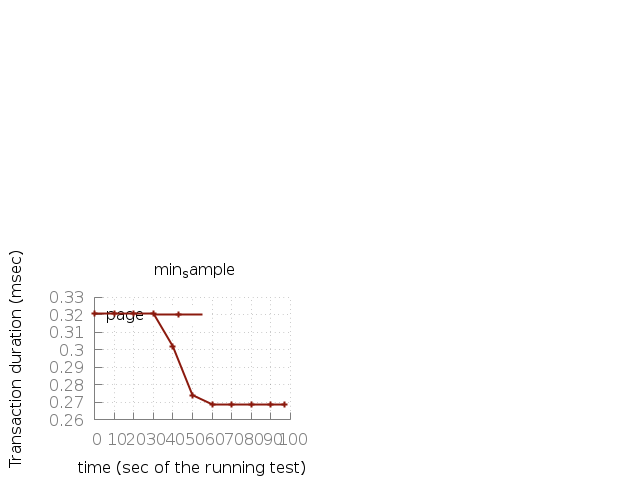 min_sample
0.33
page
0.32
0.31
0.3
0.29
0.28
0.27
0.26
0 10 20 30 40 50 60 70 80 90 100
time (sec of the running test)
Transaction duration (msec)